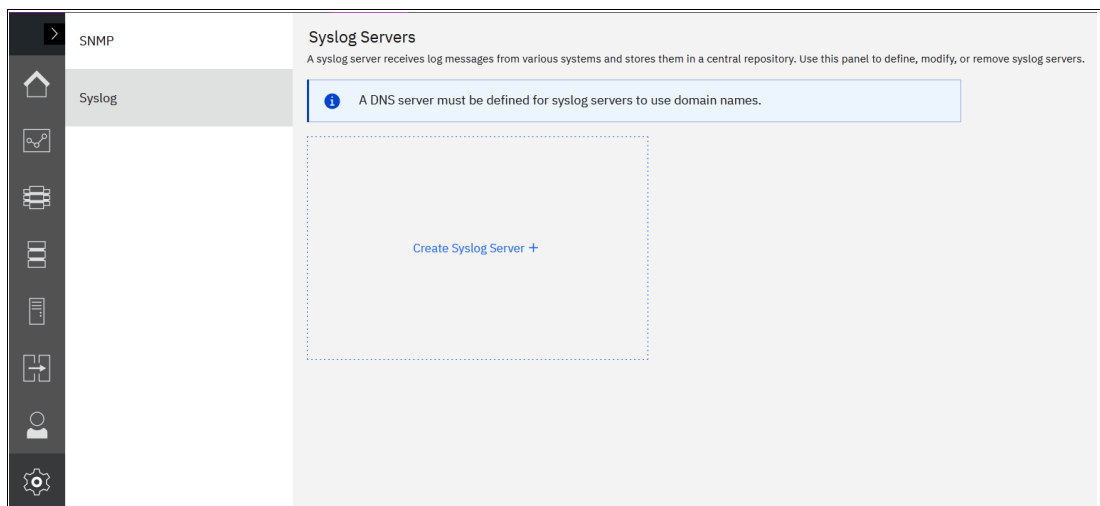 SNMP
Syslog
Syslog Servers
A syslog server receives log messages from various systems and stores them in a central repository. Use this panel to define, modify, or remove syslog servers.
A DNS server must be defined for syslog servers to use domain names.
Create Syslog Server +